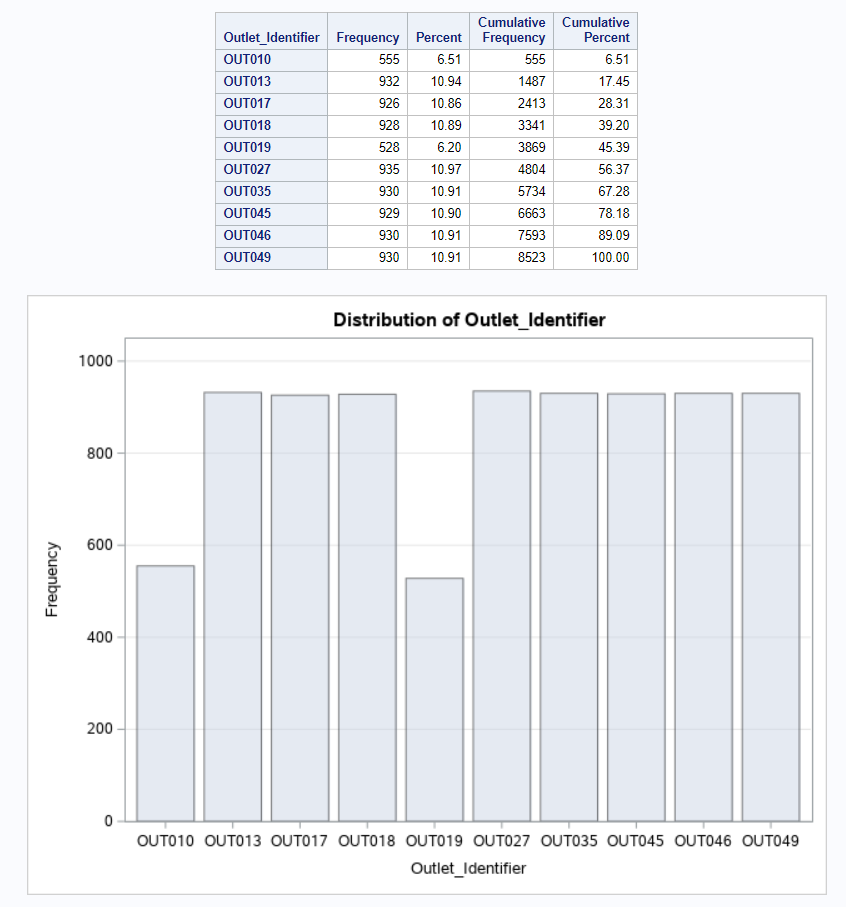 Outlet_Identifier Frequency Percent Cumulative Frequency Cumulative Percent
OUT010 555 6.51 555 6.51
OUT013 932 10.94 1487 17.45
OUT017 926 10.86 2413 28.31
OUT018 928 10.89 3341 39.20
OUT019 528 6.20 3869 45.39
OUT027 935 10.97 4804 56.37
OUT035 930 10.91 5734 67.28
OUT045 929 10.90 6663 78.18
OUT046 930 10.91 7593 89.09
OUT049 930 10.91 8523 100.00
Distribution of Outlet_Identifier
1000
800
600
400
200
0
Frequency
OUT010 OUT013 OUT017 OUT018 OUT019 OUT027 OUT035 OUT045 OUT046 OUT049
Outlet_Identifier